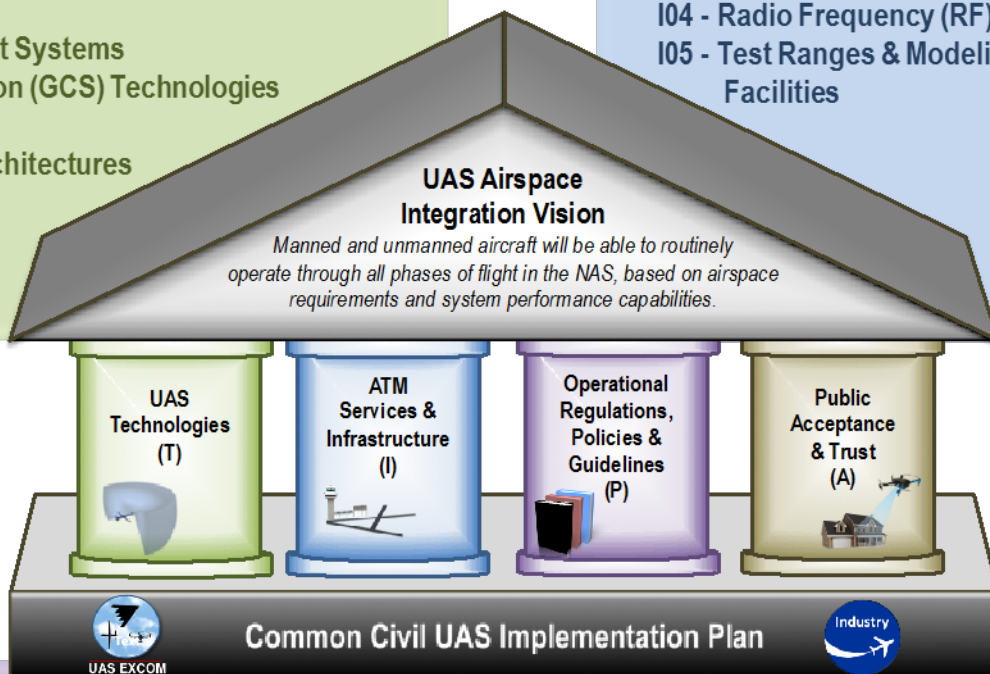 t Systems
on (GCS) Technologies
chitectures
I04 - Radio Frequency (RF)
I05 - Test Ranges & Modeli
Facilities
UAS Airspace
Integration Vision
Manned and unmanned aircraft will be able to routinely
operate through all phases of flight in the NAS, based on airspace
requirements and system performance capabilities.
UAS
Technologies
(T)
ATM
Services &
Infrastructure
(I)
Operational
Regulations,
Policies &
Guidelines
(P)
Public
Acceptance
& Trust
(A)
UAS EXCOM
Common Civil UAS Implementation Plan
Industry